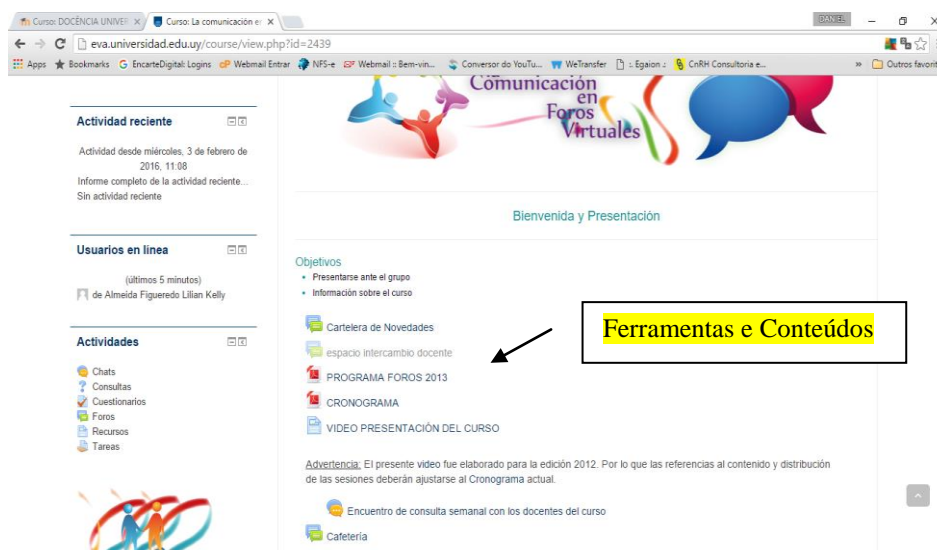 Curso: DOCÊNCIA UNIVER
Curso: La comunicación en
DANIEL
eva.universidad.edu.uy/course/view.php?id=2439
Apps Bookmarks EncarteDigital: Logins Webmail Entrar NFS-e Webmail :: Bem-vin... Conversor do YouTu... WeTransfer :. Egaion .: CnRH Consultoria e... » Outros favorit
Comunicación
en
Foros
Virtuales
Actividad reciente
Actividad desde miércoles, 3 de febrero de
2016, 11:08
Informe completo de la actividad reciente...
Sin actividad reciente
Usuarios en línea
(últimos 5 minutos)
de Almeida Figueredo Lilian Kelly
Actividades
Chats
Consultas
Cuestionarios
Foros
Recursos
Tareas
Bienvenida y Presentación
Objetivos
Presentarse ante el grupo
Información sobre el curso
Cartelera de Novedades
espacio intercambio docente
PROGRAMA FOROS 2013
CRONOGRAMA
VIDEO PRESENTACIÓN DEL CURSO
Advertencia: El presente video fue elaborado para la edición 2012. Por lo que las referencias al contenido y distribución
de las sesiones deberán ajustarse al Cronograma actual.
Encuentro de consulta semanal con los docentes del curso
Cafetería
Ferramentas e Conteúdos